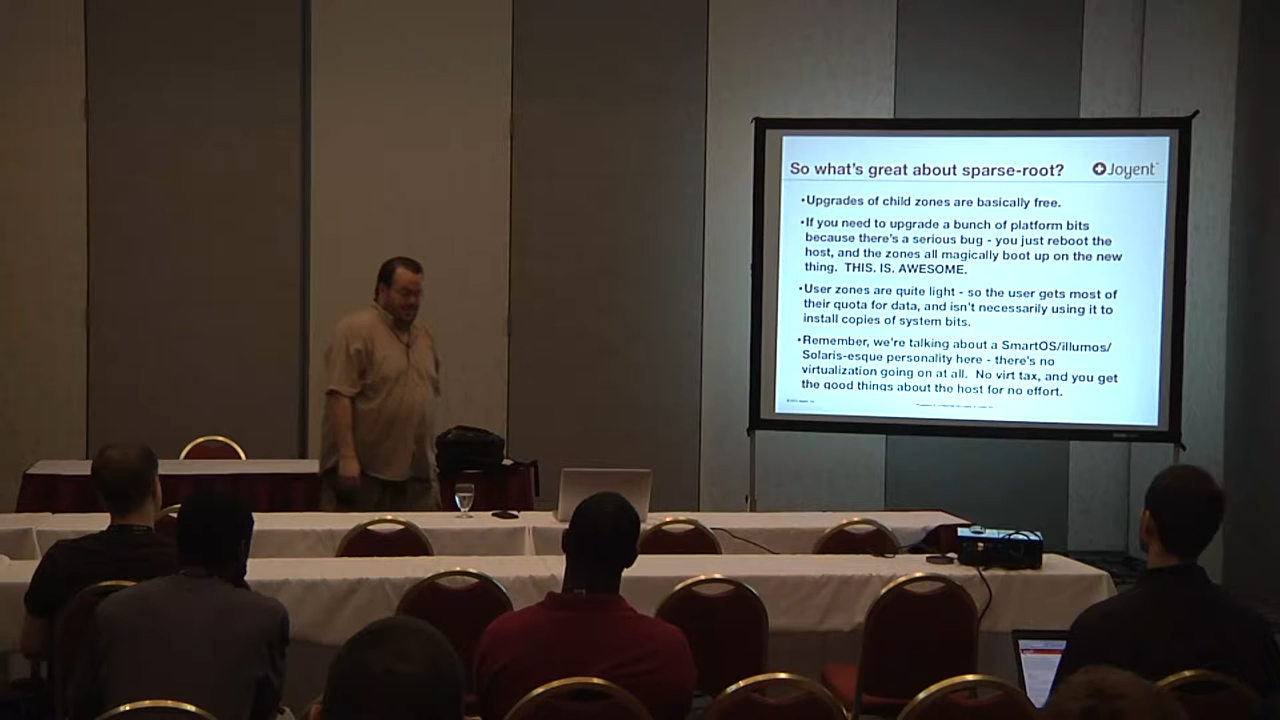 So what's great about sparse-root?
Joyent
•Upgrades of child zones are basically free.
•If you need to upgrade a bunch of platform bits
because there's a serious bug - you just reboot the
host, and the zones all magically boot up on the new
thing. THIS. IS. AWESOME.
•User zones are quite light - so the user gets most of
their quota for data, and isn't necessarily using it to
install copies of system bits.
•Remember, we're talking about a SmartOS/illumos/
Solaris-esque personality here - there's no
virtualization going on at all. No virt tax, and you get
the good things about the host for no effort.